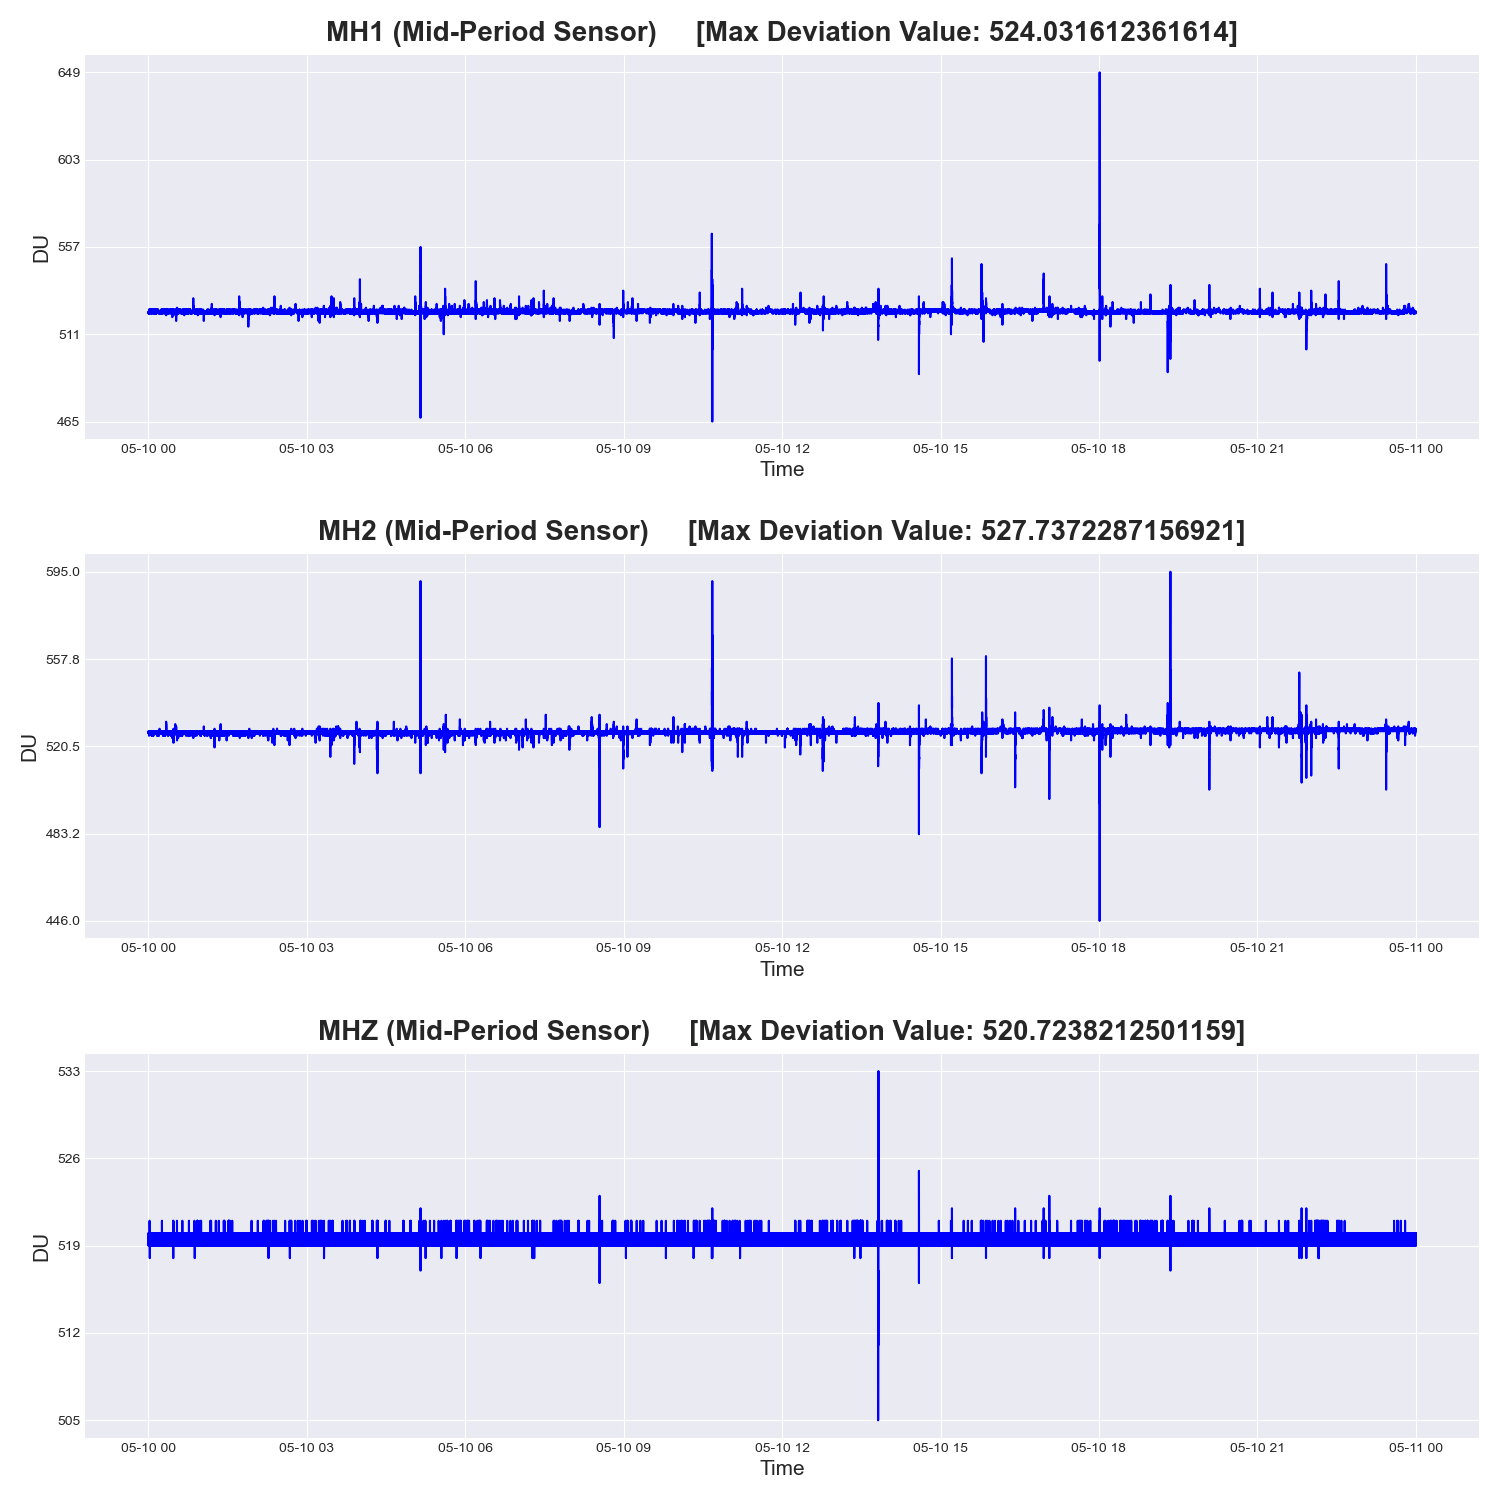 MH1 (Mid-Period Sensor) [Max Deviation Value: 524.031612361614]
649
603
557
511
465
DU
05-10 00 05-10 03 05-10 06 05-10 09 05-10 12 05-10 15 05-10 18 05-10 21 05-11 00
Time
MH2 (Mid-Period Sensor) [Max Deviation Value: 527.7372287156921]
595.0
557.8
520.5
483.2
446.0
DU
05-10 00 05-10 03 05-10 06 05-10 09 05-10 12 05-10 15 05-10 18 05-10 21 05-11 00
Time
MHZ (Mid-Period Sensor) [Max Deviation Value: 520.7238212501159]
533
526
519
512
505
DU
05-10 00 05-10 03 05-10 06 05-10 09 05-10 12 05-10 15 05-10 18 05-10 21 05-11 00
Time